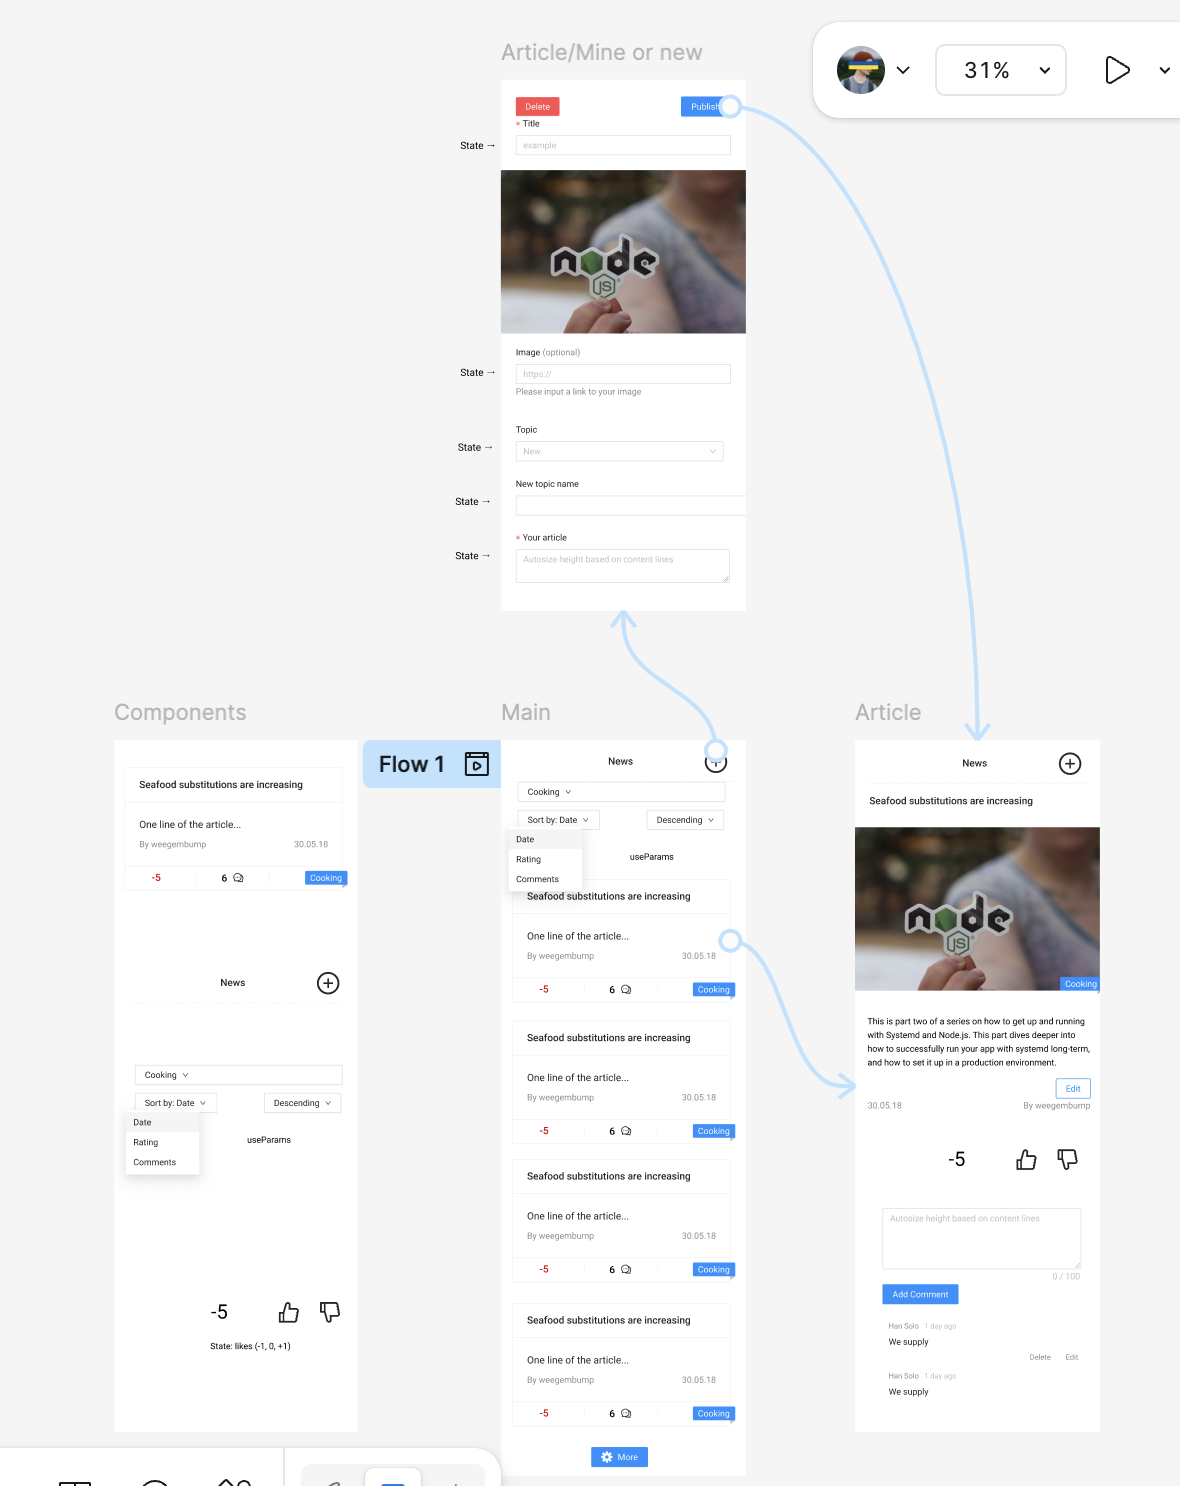 Article/Mine or new
31%
Delete
Publish
* Title
State →
example
node
JS
Image (optional)
State →
https://
Please input a link to your image
Topic
State →
New
New topic name
State →
* Your article
State →
Autosize height based on content lines
Components
Seafood substitutions are increasing
One line of the article...
By weegembump
30.05.18
-5
6
Cooking
News
Cooking
Sort by: Date
Descending
Date
Rating
Comments
useParams
-5
State: likes (-1, 0, +1)
Flow 1
Main
News
Cooking
Sort by: Date
Descending
Date
Rating
Comments
useParams
Seafood substitutions are increasing
One line of the article...
By weegembump
30.05.18
-5
6
Cooking
Seafood substitutions are increasing
One line of the article...
By weegembump
30.05.18
-5
6
Cooking
Seafood substitutions are increasing
One line of the article...
By weegembump
30.05.18
-5
6
Cooking
Seafood substitutions are increasing
One line of the article...
By weegembump
30.05.18
-5
6
Cooking
More
Article
News
Seafood substitutions are increasing
node
JS
Cooking
This is part two of a series on how to get up and running
with Systemd and Node.js. This part dives deeper into
how to successfully run your app with systemd long-term,
and how to set it up in a production environment.
Edit
30.05.18
By weegembump
-5
Autosize height based on content lines
0 / 100
Add Comment
Han Solo 1 day ago
We supply
Delete Edit
Han Solo 1 day ago
We supply